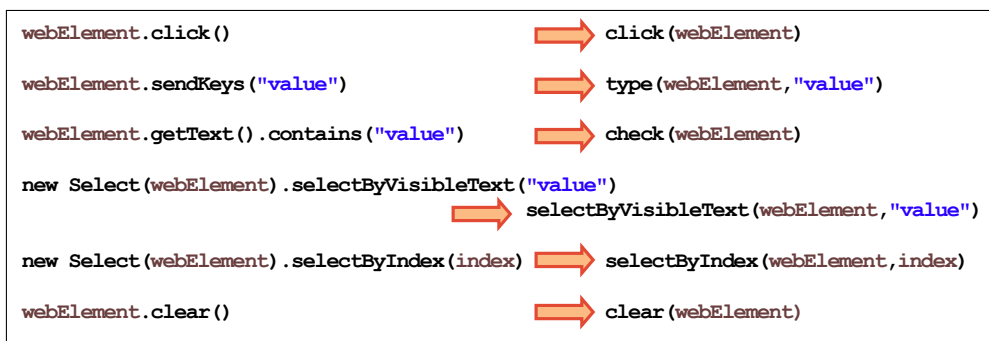 webElement.click() click(webElement)
webElement.sendKeys("value") type(webElement,"value")
webElement.getText().contains("value") check(webElement)
new Select(webElement).selectByVisibleText("value")
selectByVisibleText(webElement,"value")
new Select(webElement).selectByIndex(index) selectByIndex(webElement,index)
webElement.clear() clear(webElement)